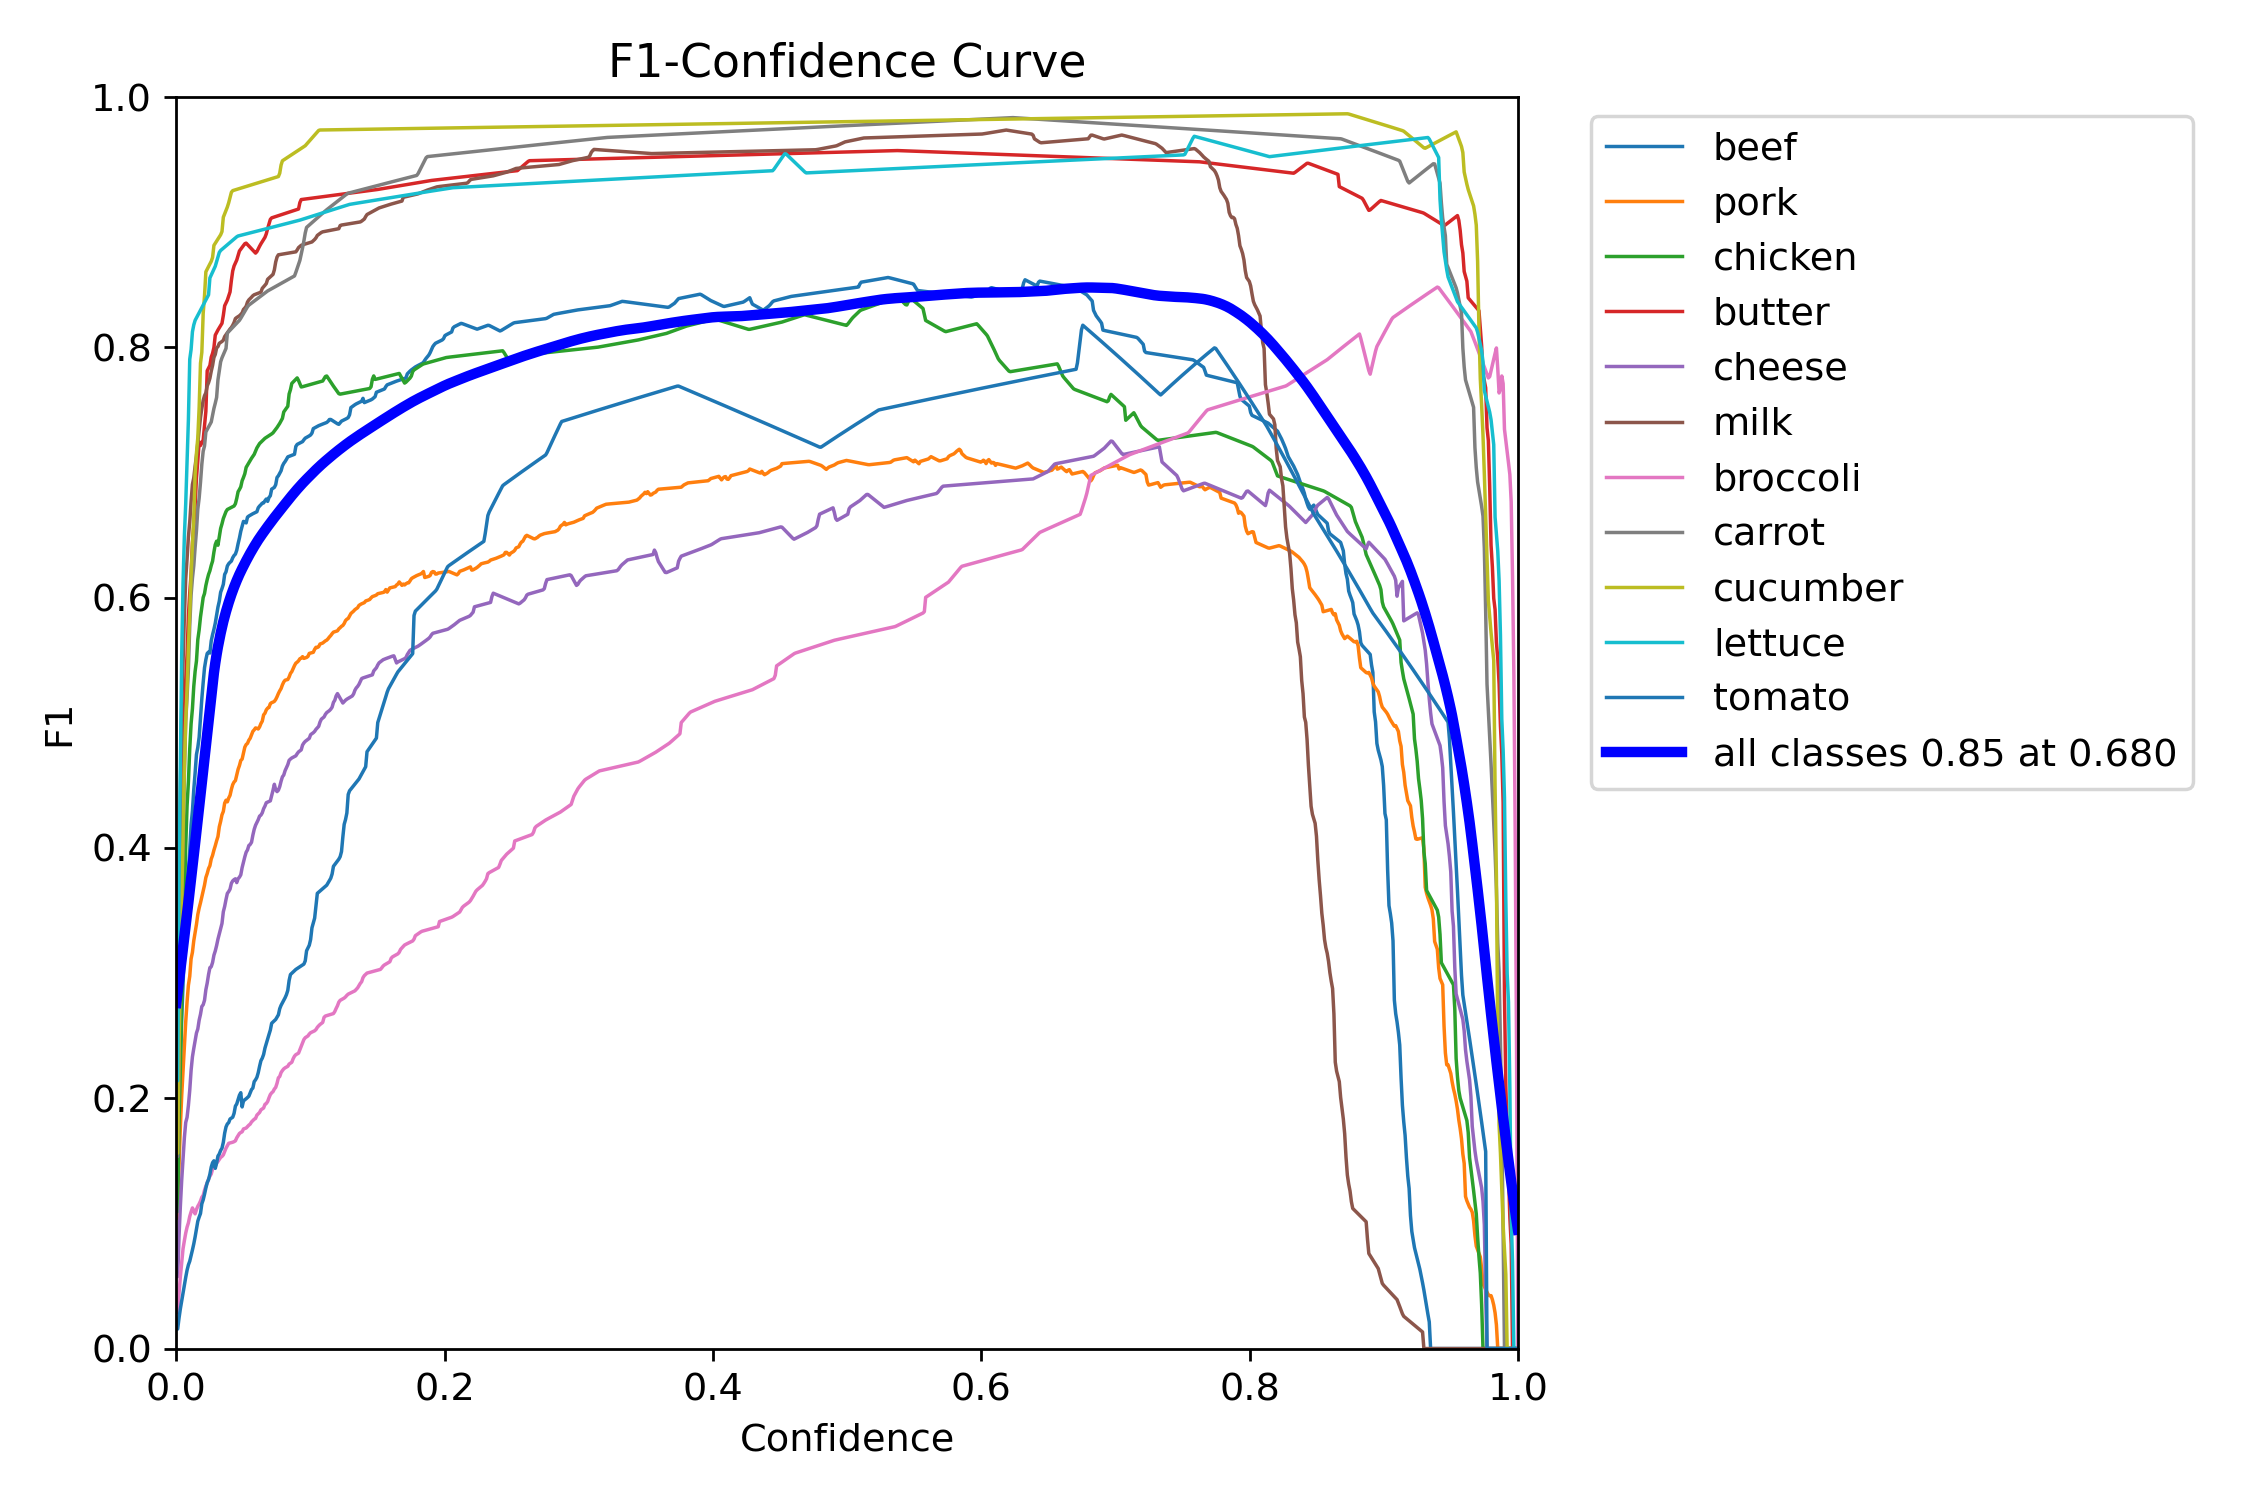 F1-Confidence Curve
1.0
0.8
0.6
0.4
0.2
0.0
F1
0.0 0.2 0.4 0.6 0.8 1.0
Confidence
beef
pork
chicken
butter
cheese
milk
broccoli
carrot
cucumber
lettuce
tomato
all classes 0.85 at 0.680